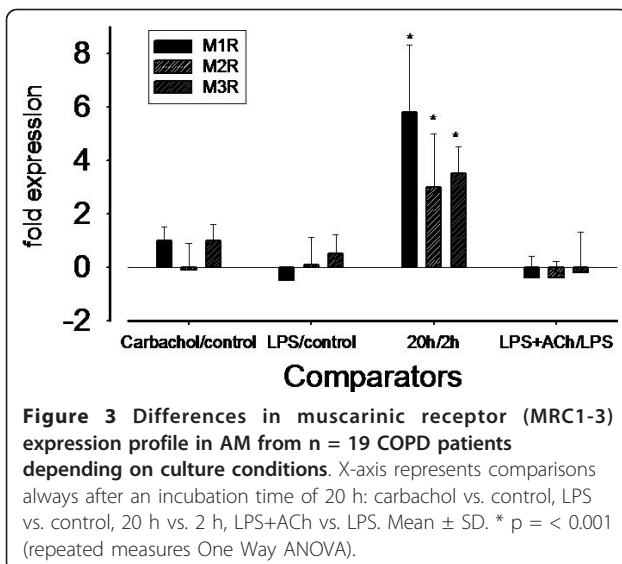 fold expression
8
6
4
2
0
-2
M1R
M2R
M3R
*
*
*
Carbachol/control
LPS/control
20h/2h
LPS+ACh/LPS
Comparators
Figure 3 Differences in muscarinic receptor (MRC1-3)
expression profile in AM from n = 19 COPD patients
depending on culture conditions. X-axis represents comparisons
always after an incubation time of 20 h: carbachol vs. control, LPS
vs. control, 20 h vs. 2 h, LPS+ACh vs. LPS. Mean ± SD. * p = < 0.001
(repeated measures One Way ANOVA).